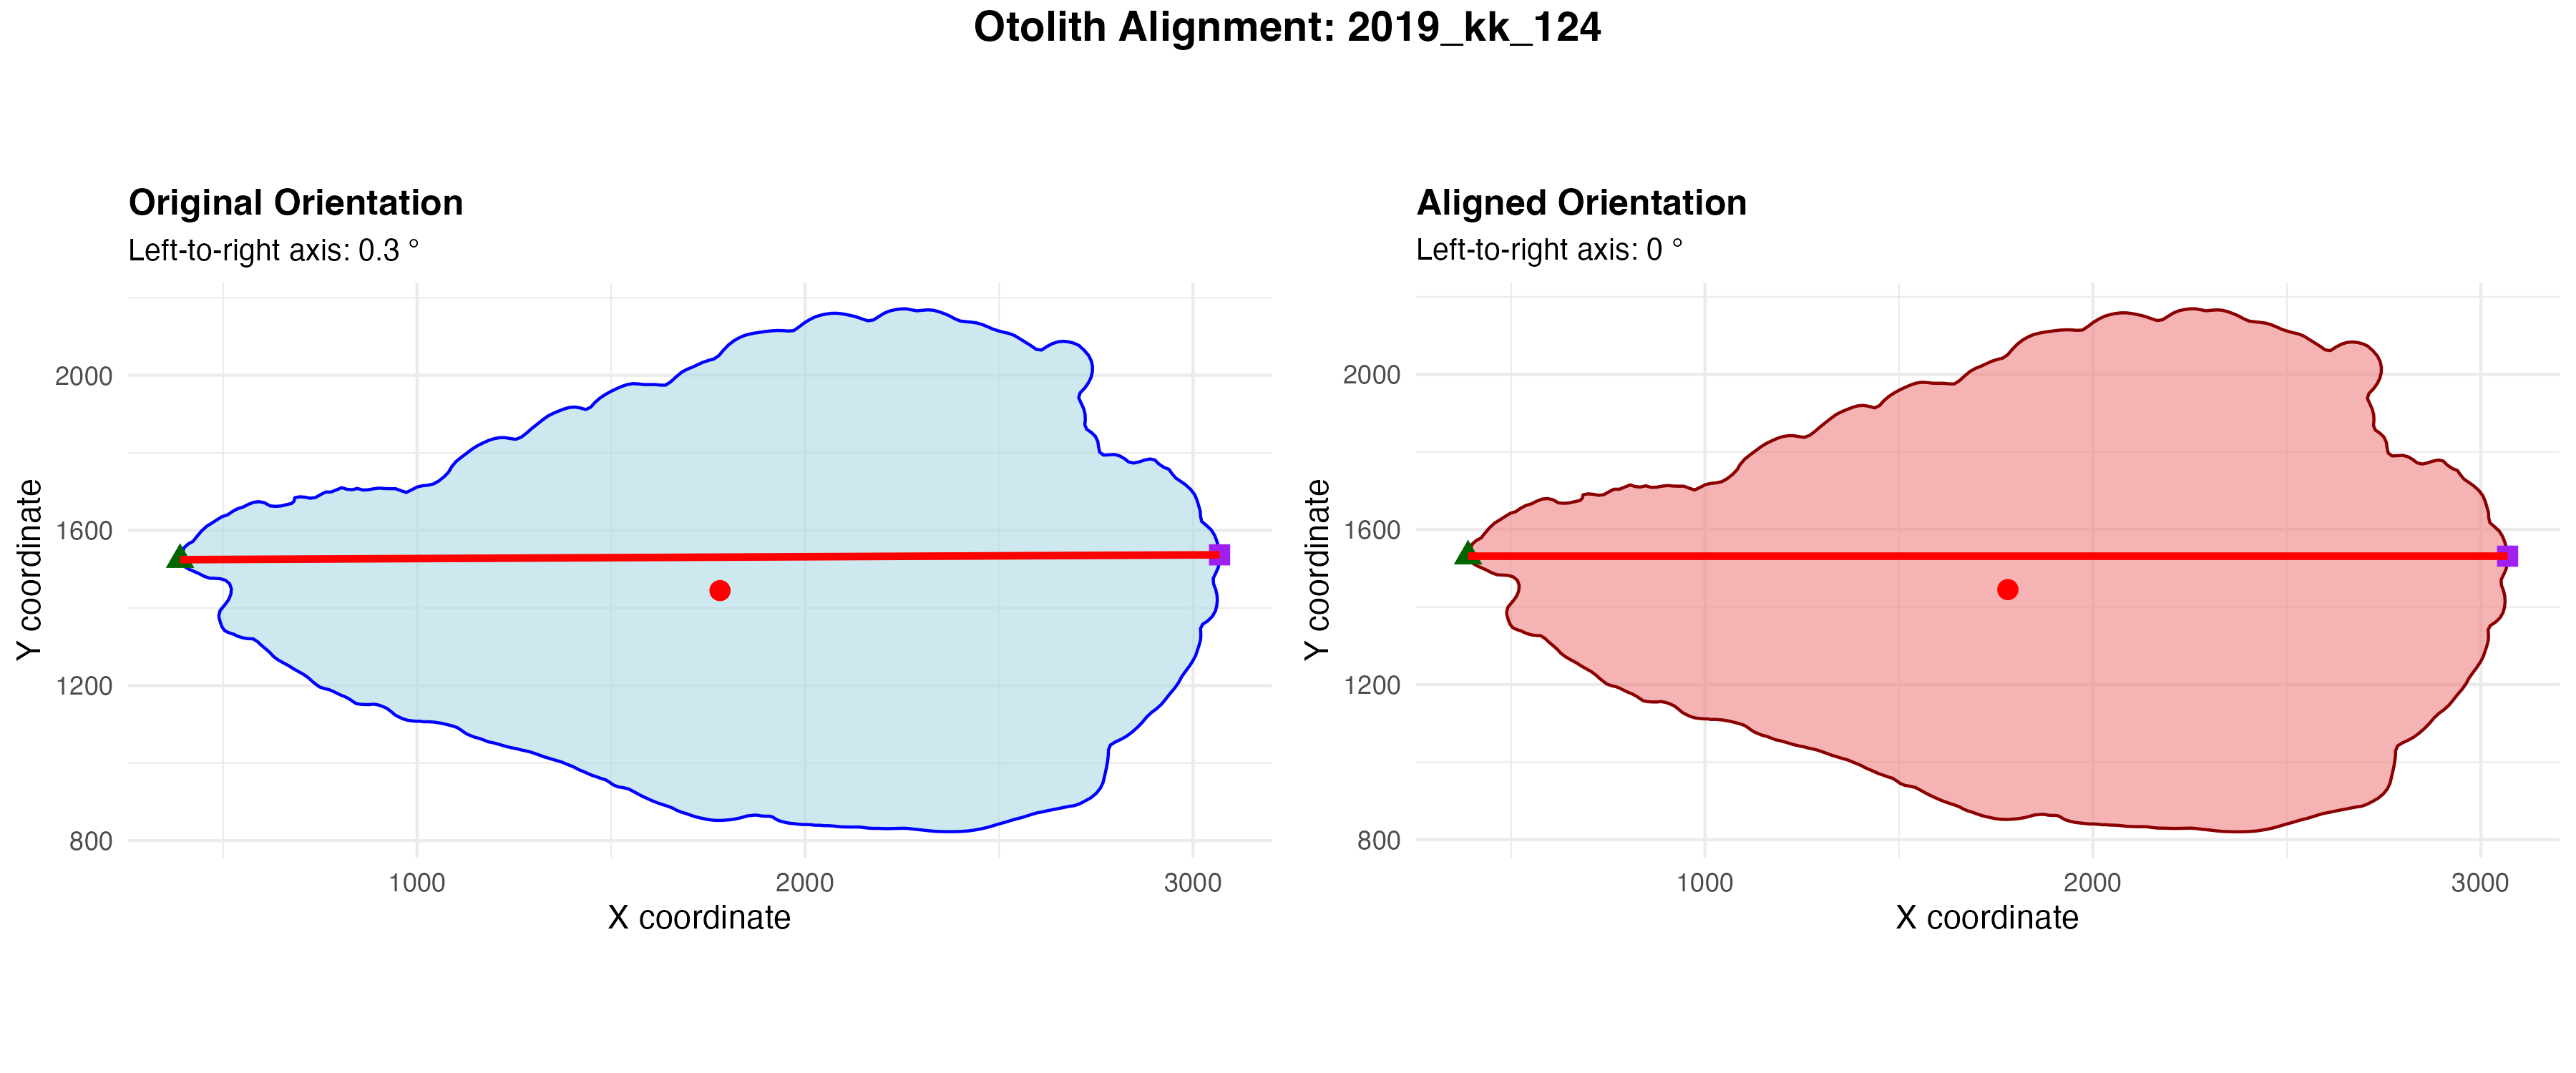 Otolith Alignment: 2019_kk_124
Original Orientation
Left-to-right axis: 0.3 °
2000
1600
1200
800
Y coordinate
1000
2000
3000
X coordinate
Aligned Orientation
Left-to-right axis: 0 °
2000
1600
1200
800
Y coordinate
1000
2000
3000
X coordinate